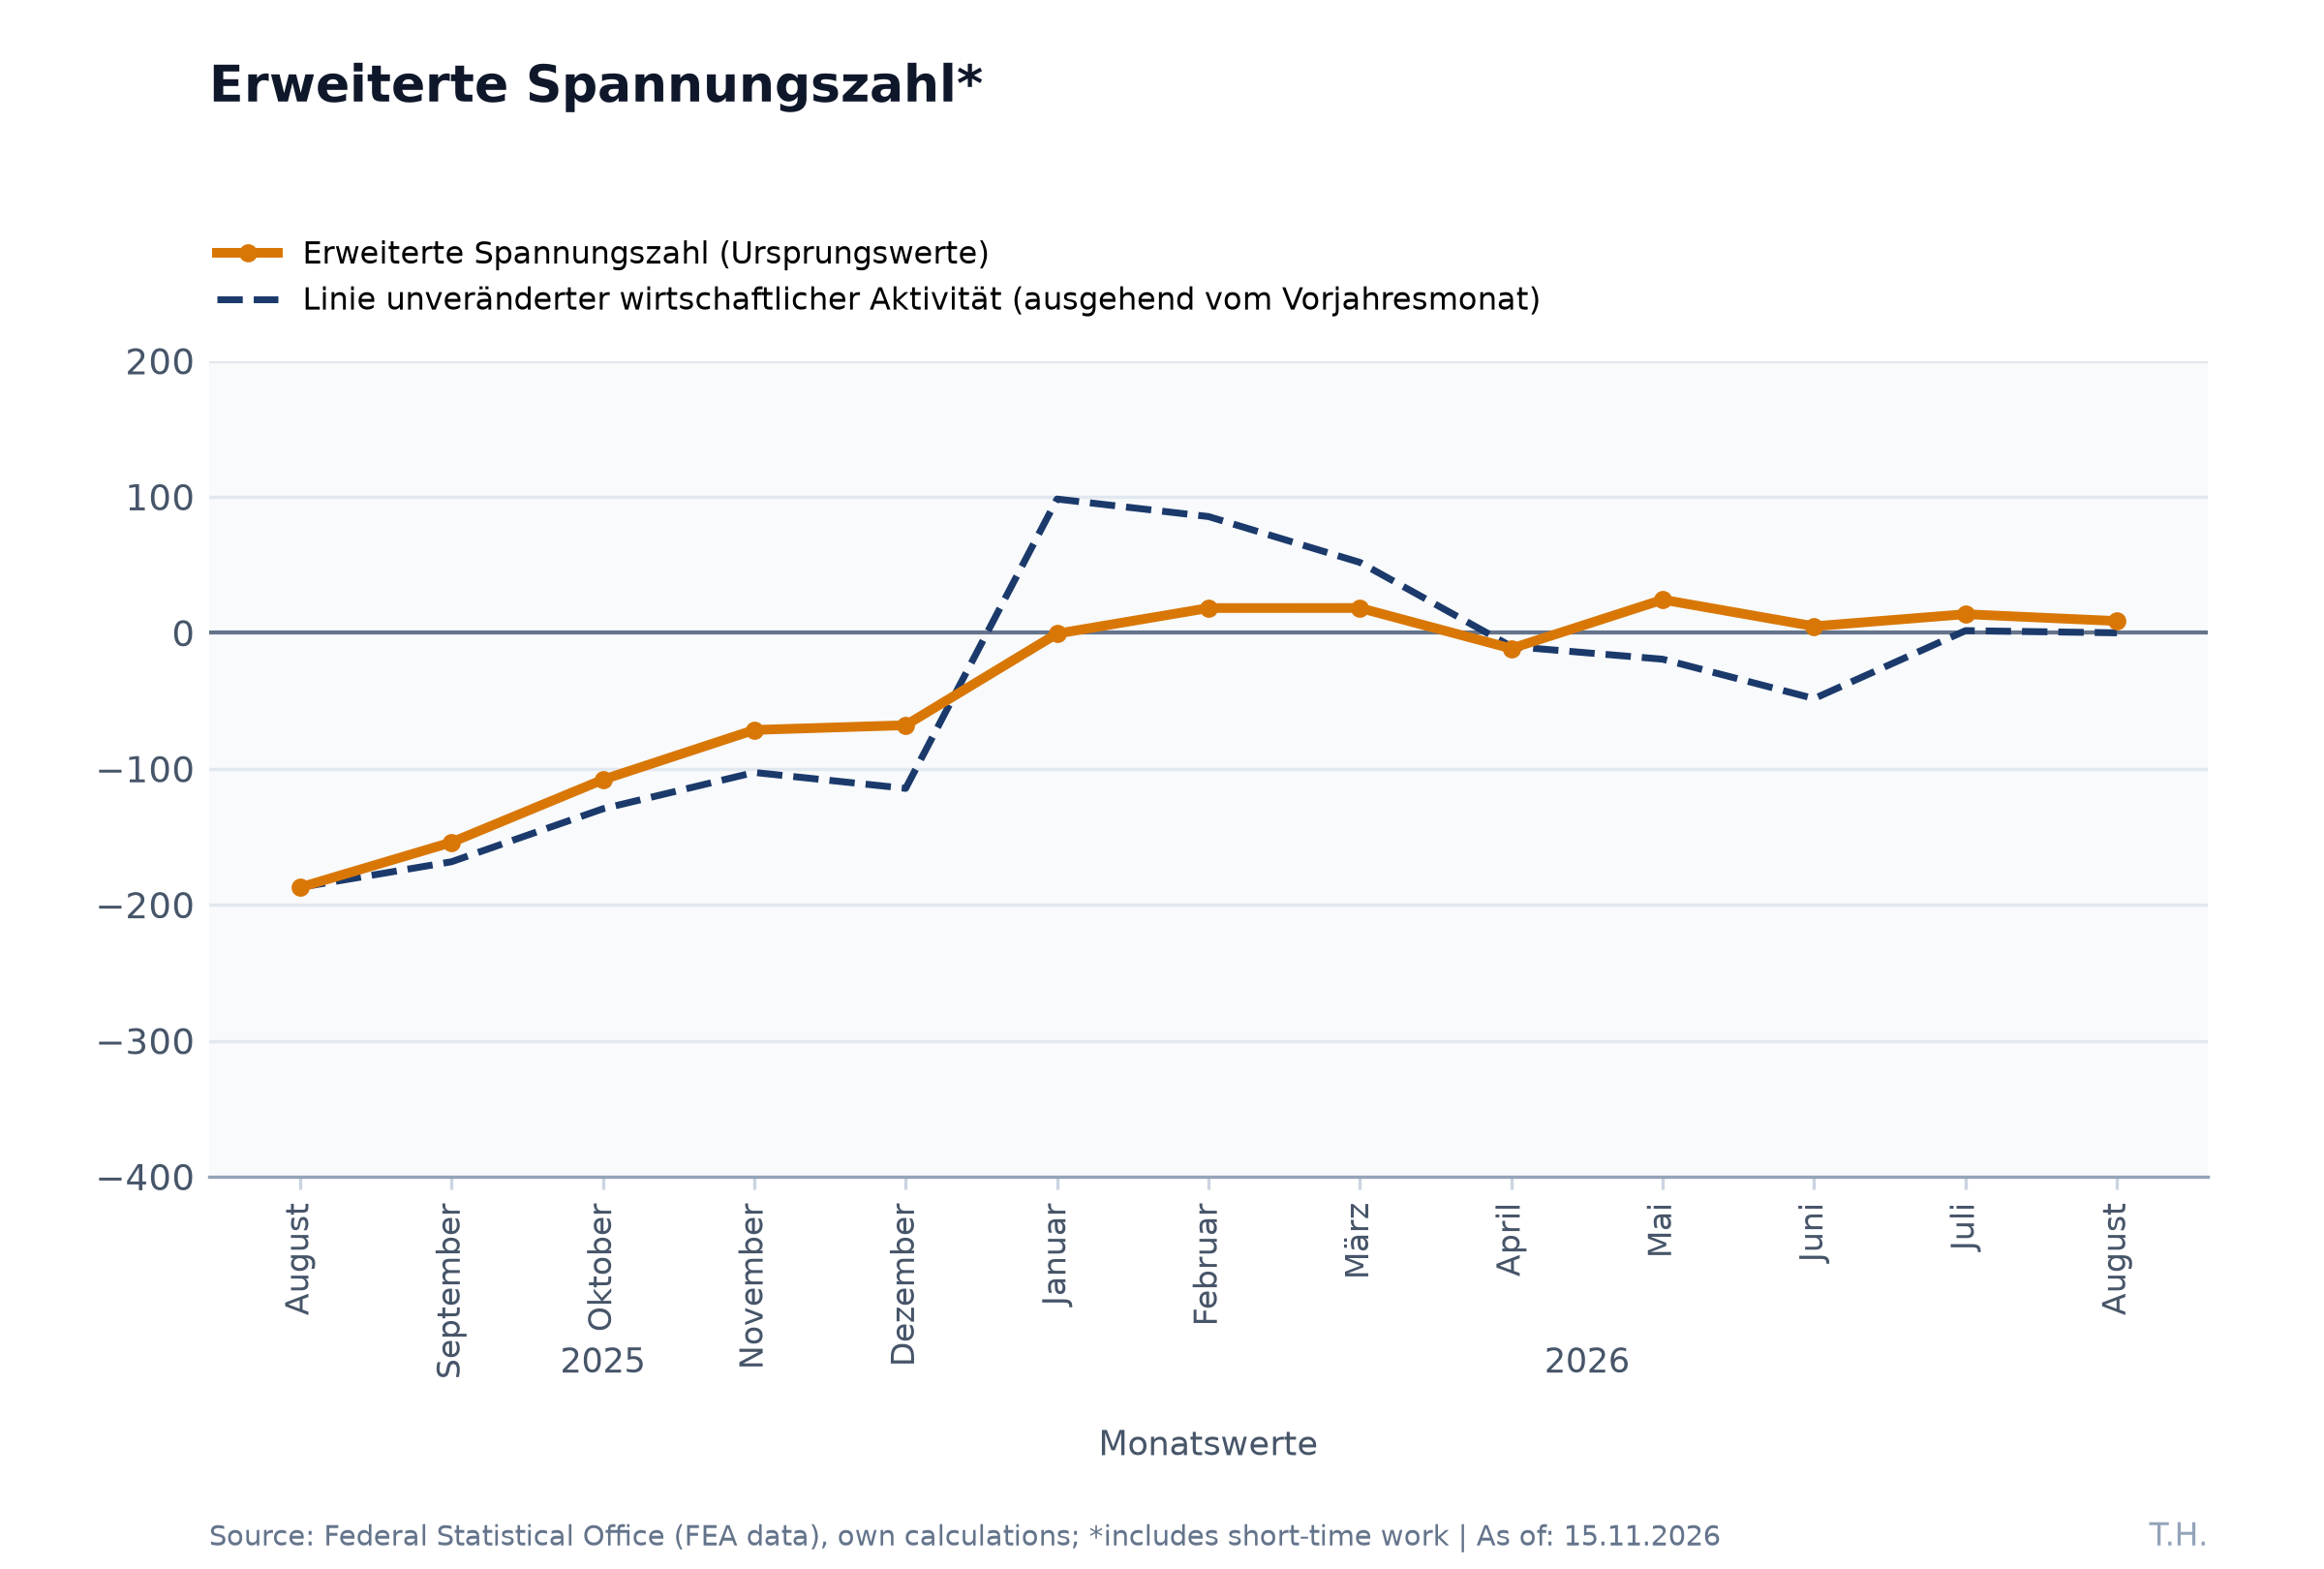 Erweiterte Spannungszahl*
Erweiterte Spannungszahl (Ursprungswerte)
Linie unveränderter wirtschaftlicher Aktivität (ausgehend vom Vorjahresmonat)
200
100
0
−100
−200
−300
−400
August
September
Oktober
November
Dezember
Januar
Februar
März
April
Mai
Juni
Juli
August
2025
2026
Monatswerte
Source: Federal Statistical Office (FEA data), own calculations; *includes short-time work | As of: 15.11.2026
T.H.